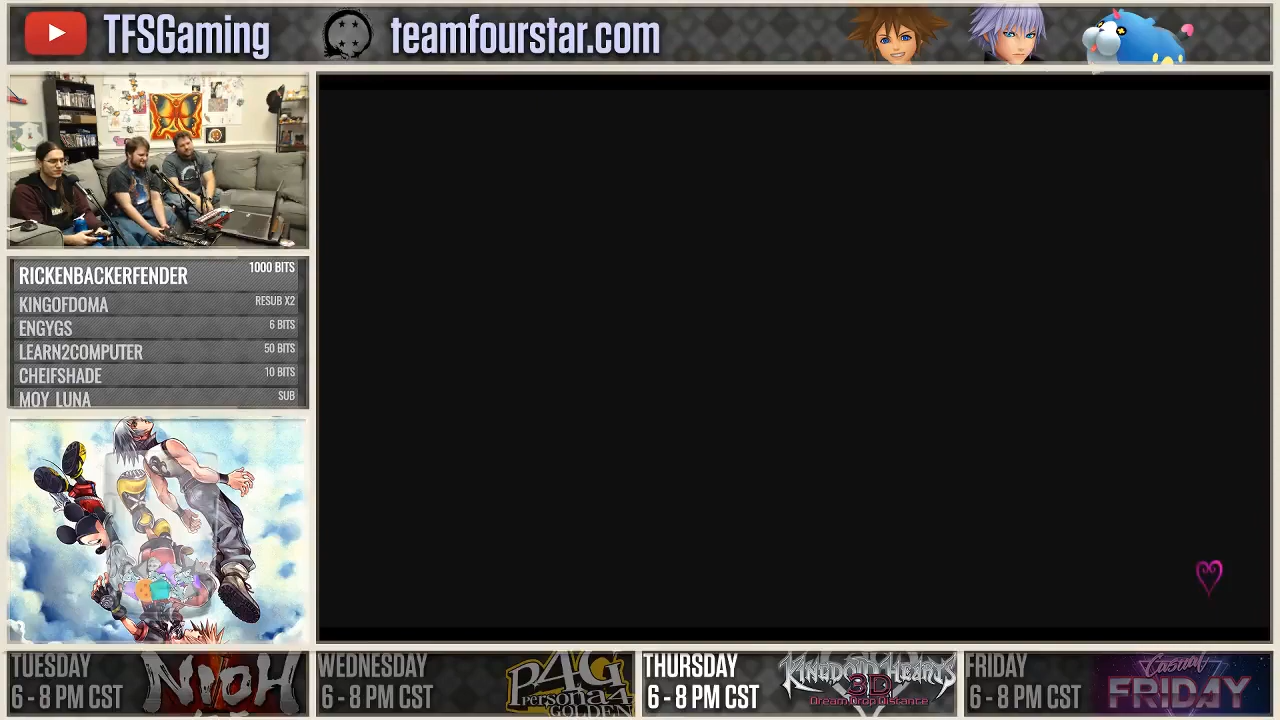 TFSGaming
teamfourstar.com
RICKENBACKERFENDER 1000 BITS
KINGOFDOMA RESUB X2
ENGYGS 6 BITS
LEARN2COMPUTER 50 BITS
CHEIFSHADE 10 BITS
MOY_LUNA SUB
TUESDAY
6 - 8 PM CST
NIOH
WEDNESDAY
6 - 8 PM CST
P4G
Persona4
GOLDEN
THURSDAY
6 - 8 PM CST
KINGDOM HEARTS
3D
Dream Drop Distance
FRIDAY
6 - 8 PM CST
Casual
FRIDAY